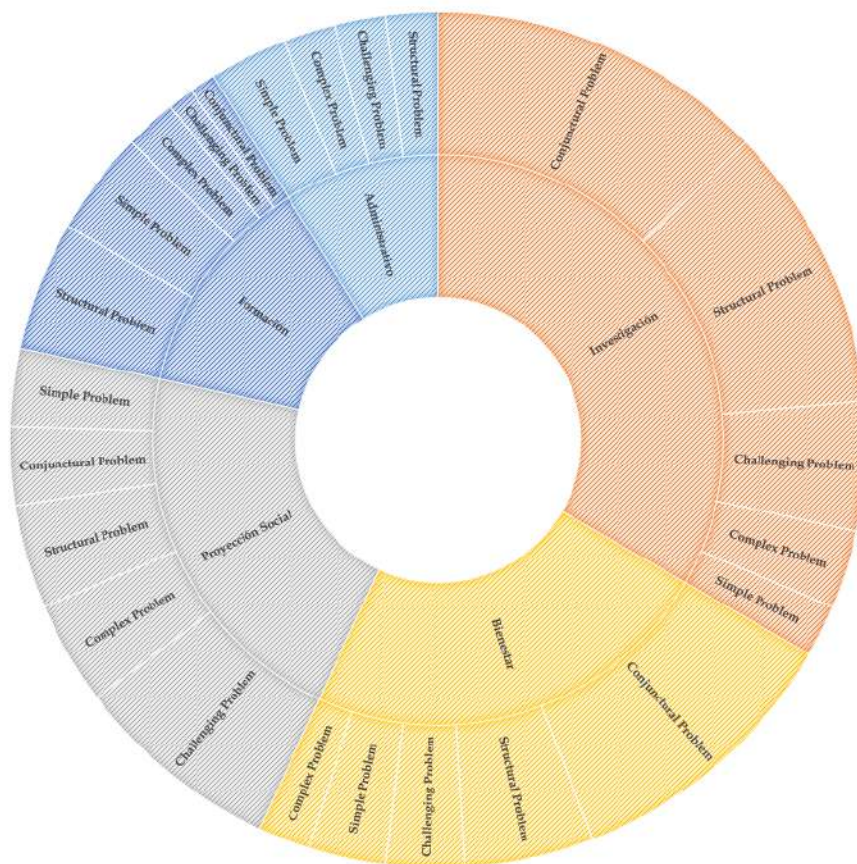 Conjunctural Problem
Structural Problem
Challenging Problem
Complex Problem
Simple Problem
Investigación
Conjunctural Problem
Structural Problem
Challenging Problem
Simple Problem
Complex Problem
Bienestar
Challenging Problem
Complex Problem
Structural Problem
Conjunctural Problem
Simple Problem
Proyección Social
Structural Problem
Simple Problem
Complex Problem
Challenging Problem
Conjunctural Problem
Formación
Simple Problem
Complex Problem
Challenging Problem
Structural Problem
Administrativo